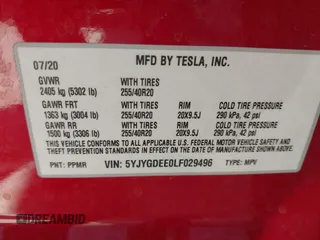 07/20 MFD BY TESLA, INC.
GVWR WITH TIRES
2405 kg (5302 lb) 255/40R20
GAWR FRT WITH TIRES RIM COLD TIRE PRESSURE
1363 kg (3004 lb) 255/40R20 20X9.5J 290 kPa, 42 psi
GAWR RR WITH TIRES RIM COLD TIRE PRESSURE
1500 kg (3306 lb) 255/40R20 20X9.5J 290 kPa, 42 psi
THIS VEHICLE CONFORMS TO ALL APPLICABLE U.S. FEDERAL MOTOR VEHICLE SAFETY
AND THEFT PREVENTION STANDARDS IN EFFECT ON THE DATE OF MANUFACTURE SHOWN ABOVE.
PNT: PPMR VIN: 5YJYGDEE0LF029496 TYPE: MPV
DREAMBID